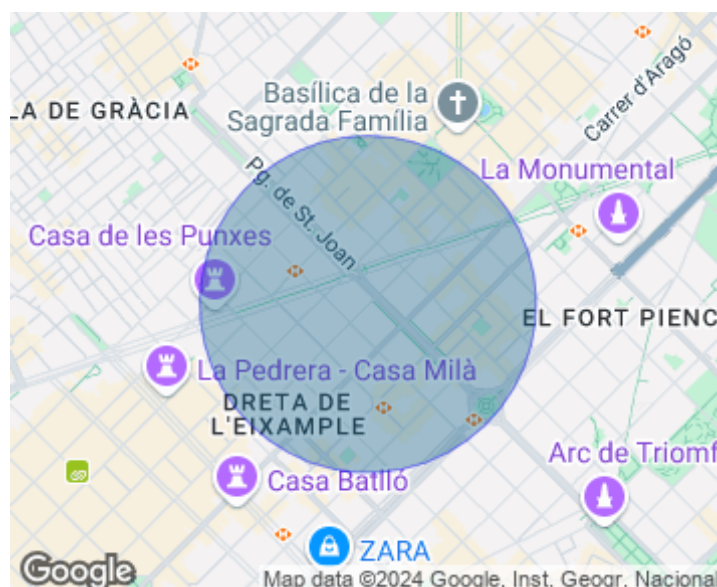 Basílica de la
Sagrada Família
LA DE GRÀCIA
Carrer d'Aragó
La Monumental
Pg. de St. Joan
Casa de les Punxes
EL FORT PIENC
La Pedrera - Casa Milà
DRETA DE
L'EIXAMPLE
Arc de Triomf
Casa Batlló
ZARA
Google
Map data ©2024 Google, Inst. Geogr. Nacional